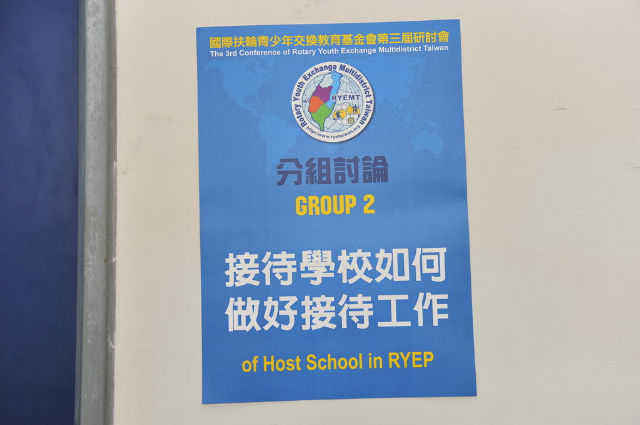 國際扶輪青少年交換教育基金會第三屆研討會
The 3rd Conference of Rotary Youth Exchange Multidistrict Taiwan
Rotary Youth Exchange Multidistrict Taiwan
RYEMT
分組討論
GROUP 2
接待學校如何
做好接待工作
of Host School in RYEP